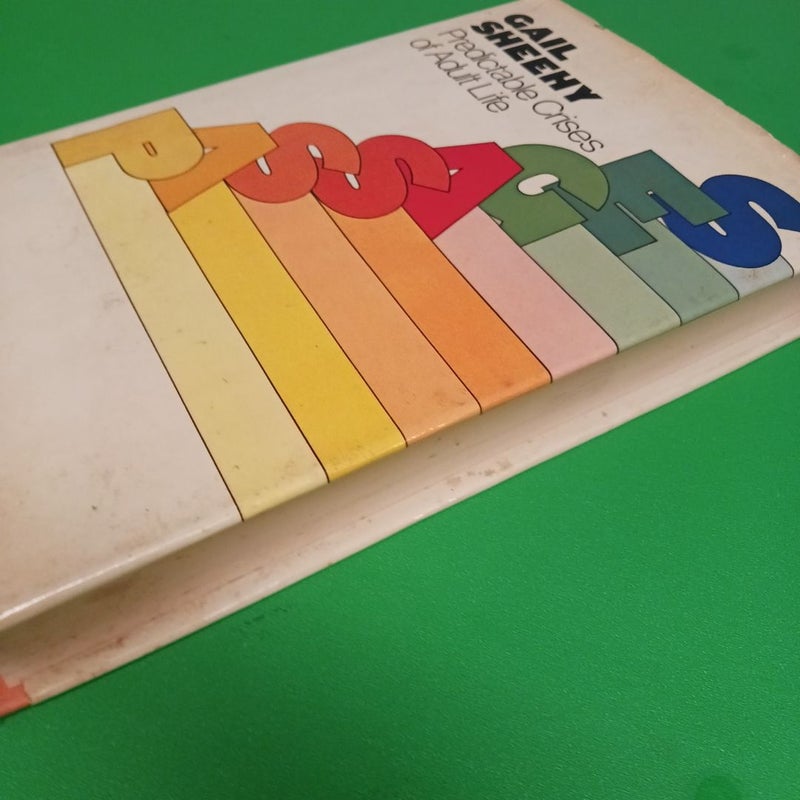 GAIL
SHEEHY
Predictable Crises
of Adult Life
PASSAGES